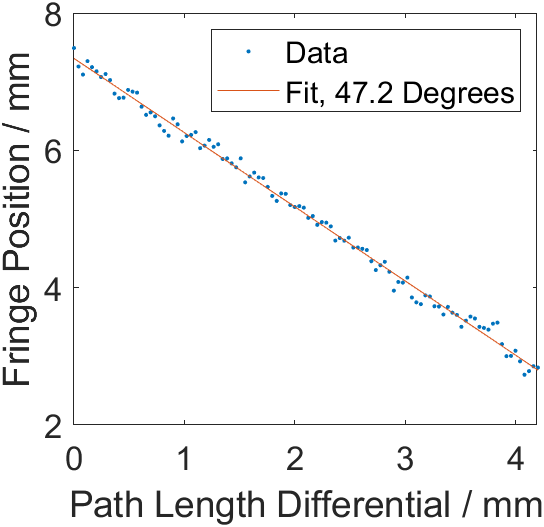 8
Data
Fit, 47.2 Degrees
6
Fringe Position / mm
4
2
0 1 2 3 4
Path Length Differential / mm